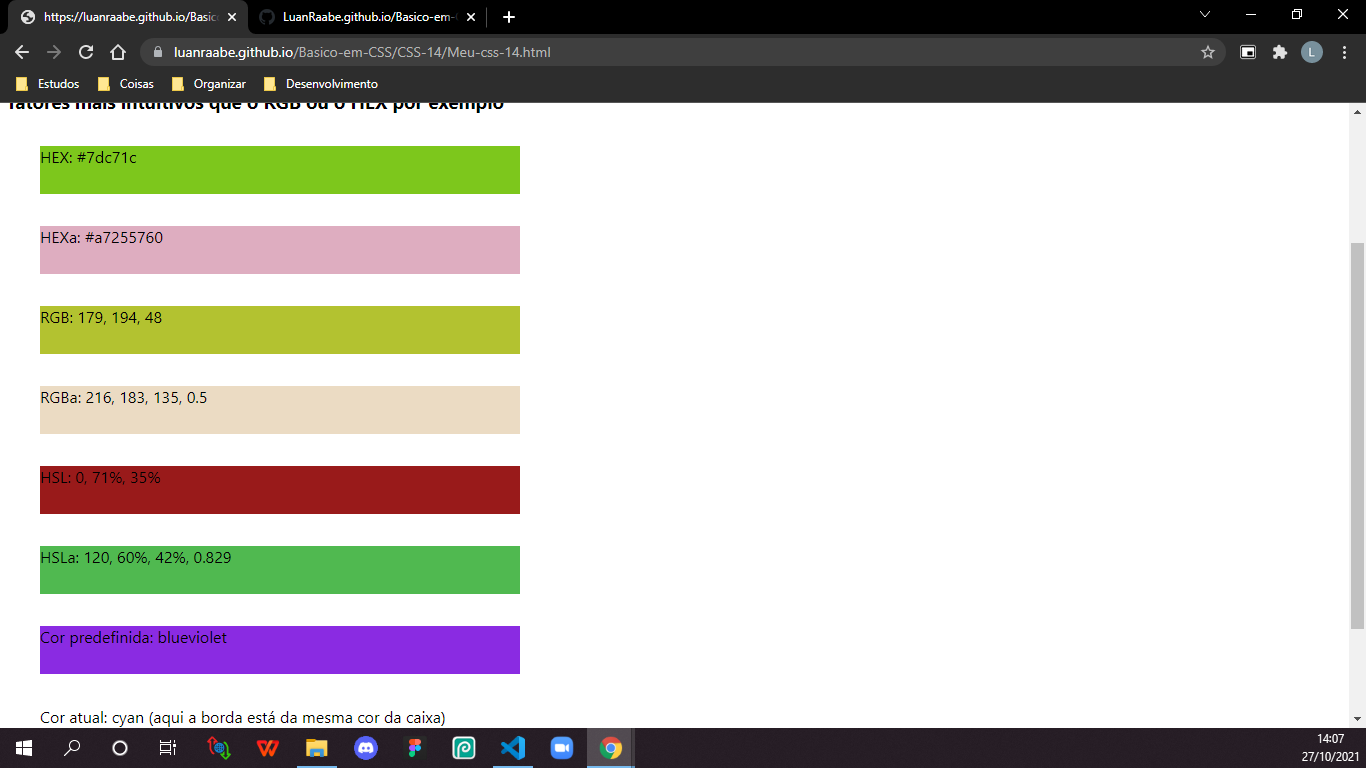 https://luanraabe.github.io/Basic
LuanRaabe.github.io/Basico-em-
luanraabe.github.io/Basico-em-CSS/CSS-14/Meu-css-14.html
L
Estudos
Coisas
Organizar
Desenvolvimento
fatores mais intuitivos que o RGB ou o HEX por exemplo
HEX: #7dc71c
HEXa: #a7255760
RGB: 179, 194, 48
RGBa: 216, 183, 135, 0.5
HSL: 0, 71%, 35%
HSLa: 120, 60%, 42%, 0.829
Cor predefinida: blueviolet
Cor atual: cyan (aqui a borda está da mesma cor da caixa)
14:07
27/10/2021